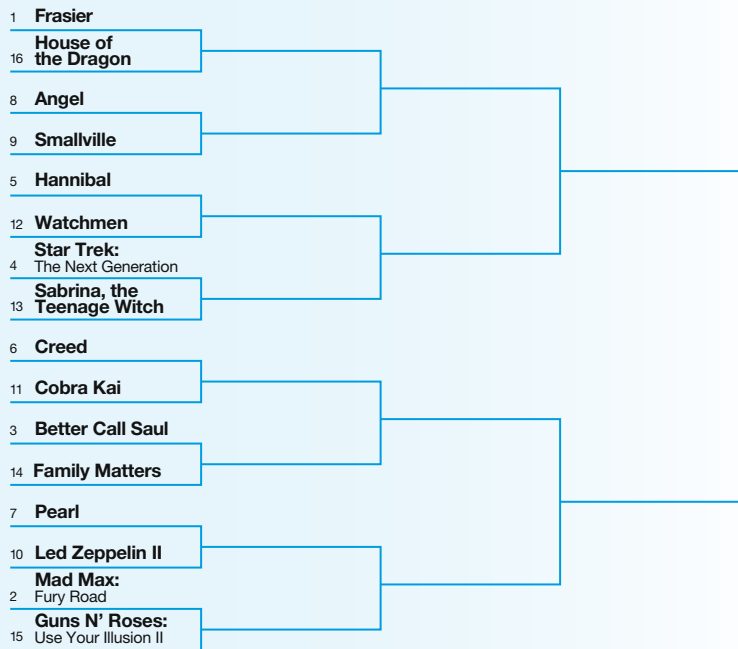 1 Frasier
House of
16 the Dragon
8 Angel
9 Smallville
5 Hannibal
12 Watchmen
Star Trek:
4 The Next Generation
Sabrina, the
13 Teenage Witch
6 Creed
11 Cobra Kai
3 Better Call Saul
14 Family Matters
7 Pearl
10 Led Zeppelin II
Mad Max:
2 Fury Road
Guns N’ Roses:
15 Use Your Illusion II